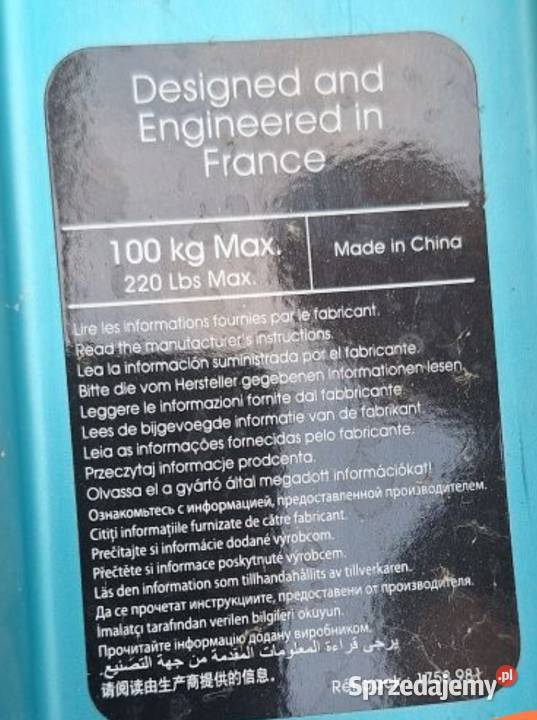 Designed and
Engineered in
France
100 kg Max.
220 Lbs Max.
Made in China
Lire les informations fournies par le fabricant.
Read the manufacturer's instructions.
Lea la información suministrada por el fabricante.
Bitte die vom Hersteller gegebenen Informationen lesen.
Leggere le informazioni fornite dal fabbricante.
Lees de bijgevoegde informatie van de fabrikant.
Leia as informações fornecidas pelo fabricante.
Przeczytaj informacje prodcenta.
Olvassa el a gyártó által megadott információkat!
Ознакомьтесь с информацией, предоставленной производителем.
Citiți informațiile furnizate de către fabricant.
Prečítajte si informácie dodané výrobcom.
Přečtěte si informace poskytnuté výrobcem.
Läs den information som tillhandahållits av tillverkaren.
Да се прочетат инструкциите, предоставени от производителя.
İmalatçı tarafından verilen bilgileri okuyun.
Прочитайте інформацію додану виробником.
يرجى قراءة المعلومات المقدمة من جهة التصنيع.
请阅读由生产商提供的信息。
Sprzedajemy.pl